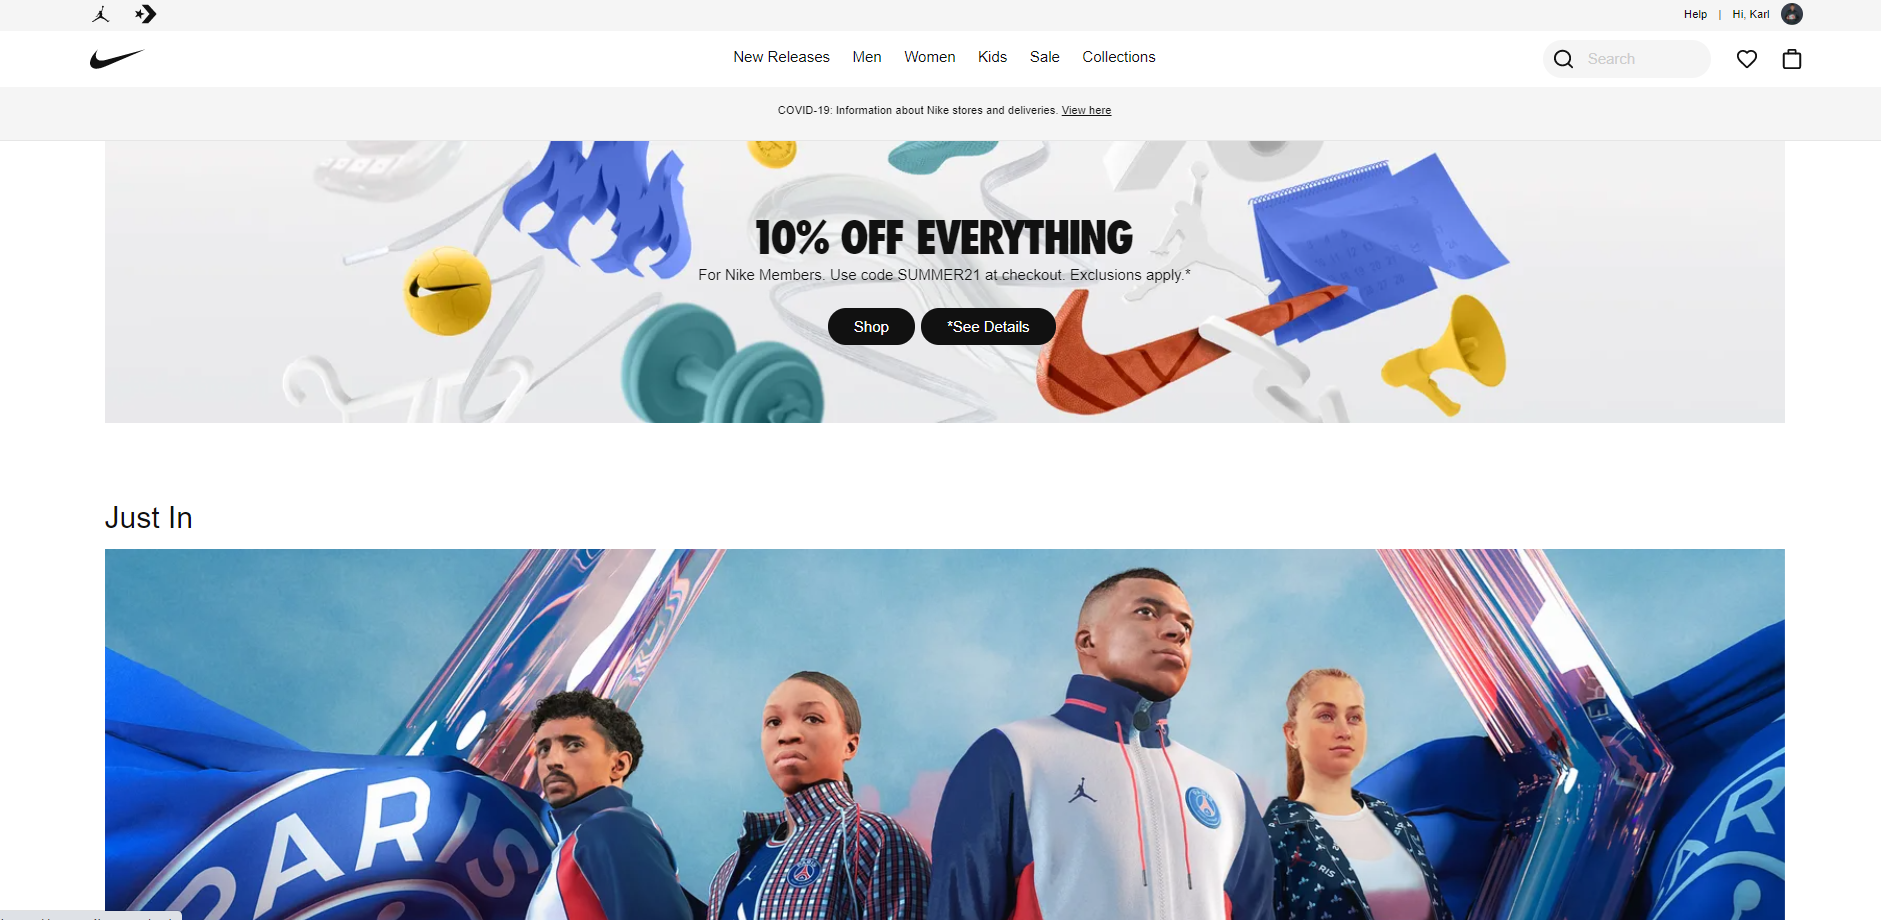 Help | Hi, Karl
New Releases Men Women Kids Sale Collections
Search
COVID-19: Information about Nike stores and deliveries. View here
10% OFF EVERYTHING
For Nike Members. Use code SUMMER21 at checkout. Exclusions apply.*
Shop *See Details
Just In
PARIS
PARIS
AR